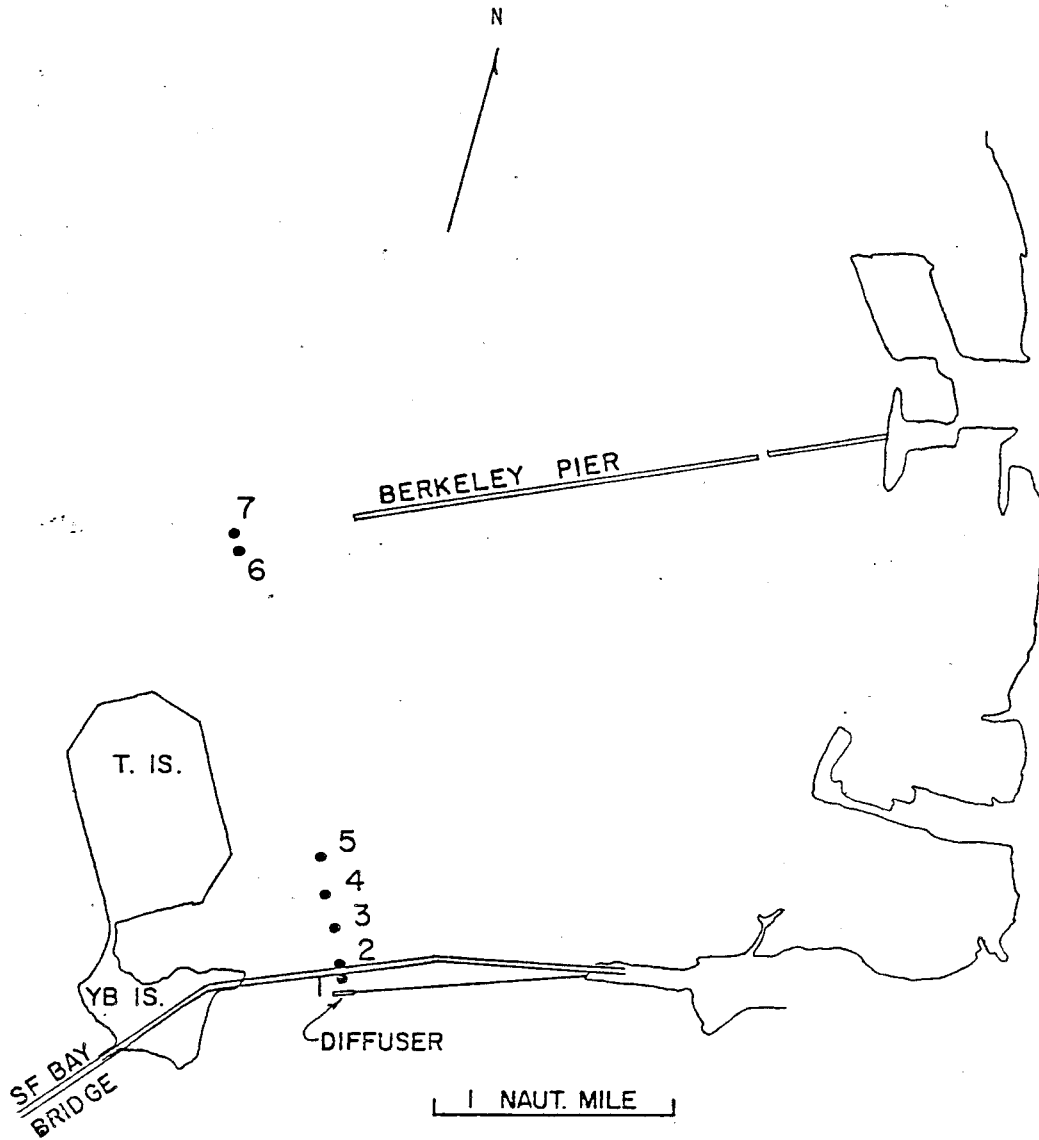 N
BERKELEY PIER
7
6
T. IS.
5
4
3
2
1
YB IS.
DIFFUSER
SF BAY
BRIDGE
1 NAUT. MILE